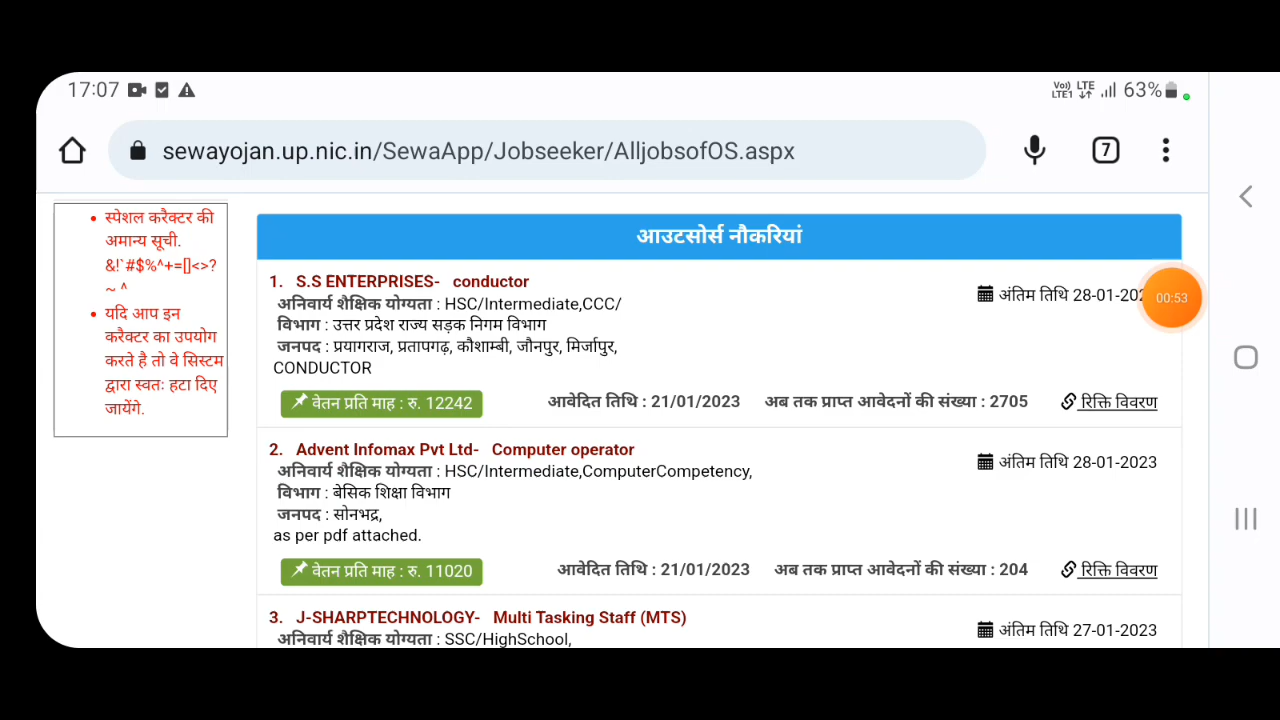 17:07
Vo) LTE1 LTE 63%
sewayojan.up.nic.in/SewaApp/Jobseeker/AlljobsofOS.aspx
7
• स्पेशल करैक्टर की
अमान्य सूची.
&!`#$%^+=[]<>?
~ ^
• यदि आप इन
करैक्टर का उपयोग
करते है तो वे सिस्टम
द्वारा स्वतः हटा दिए
जायेंगे.
आउटसोर्स नौकरियां
1. S.S ENTERPRISES- conductor
अनिवार्य शैक्षिक योग्यता : HSC/Intermediate,CCC/
अंतिम तिथि 28-01-202
00:53
विभाग : उत्तर प्रदेश राज्य सड़क निगम विभाग
जनपद : प्रयागराज, प्रतापगढ़, कौशाम्बी, जौनपुर, मिर्जापुर,
CONDUCTOR
वेतन प्रति माह : रु. 12242 आवेदित तिथि : 21/01/2023 अब तक प्राप्त आवेदनों की संख्या : 2705 रिक्ति विवरण
2. Advent Infomax Pvt Ltd- Computer operator
अंतिम तिथि 28-01-2023
अनिवार्य शैक्षिक योग्यता : HSC/Intermediate,ComputerCompetency,
विभाग : बेसिक शिक्षा विभाग
जनपद : सोनभद्र,
as per pdf attached.
वेतन प्रति माह : रु. 11020 आवेदित तिथि : 21/01/2023 अब तक प्राप्त आवेदनों की संख्या : 204 रिक्ति विवरण
3. J-SHARPTECHNOLOGY- Multi Tasking Staff (MTS)
अंतिम तिथि 27-01-2023
अनिवार्य शैक्षिक योग्यता : SSC/HighSchool,